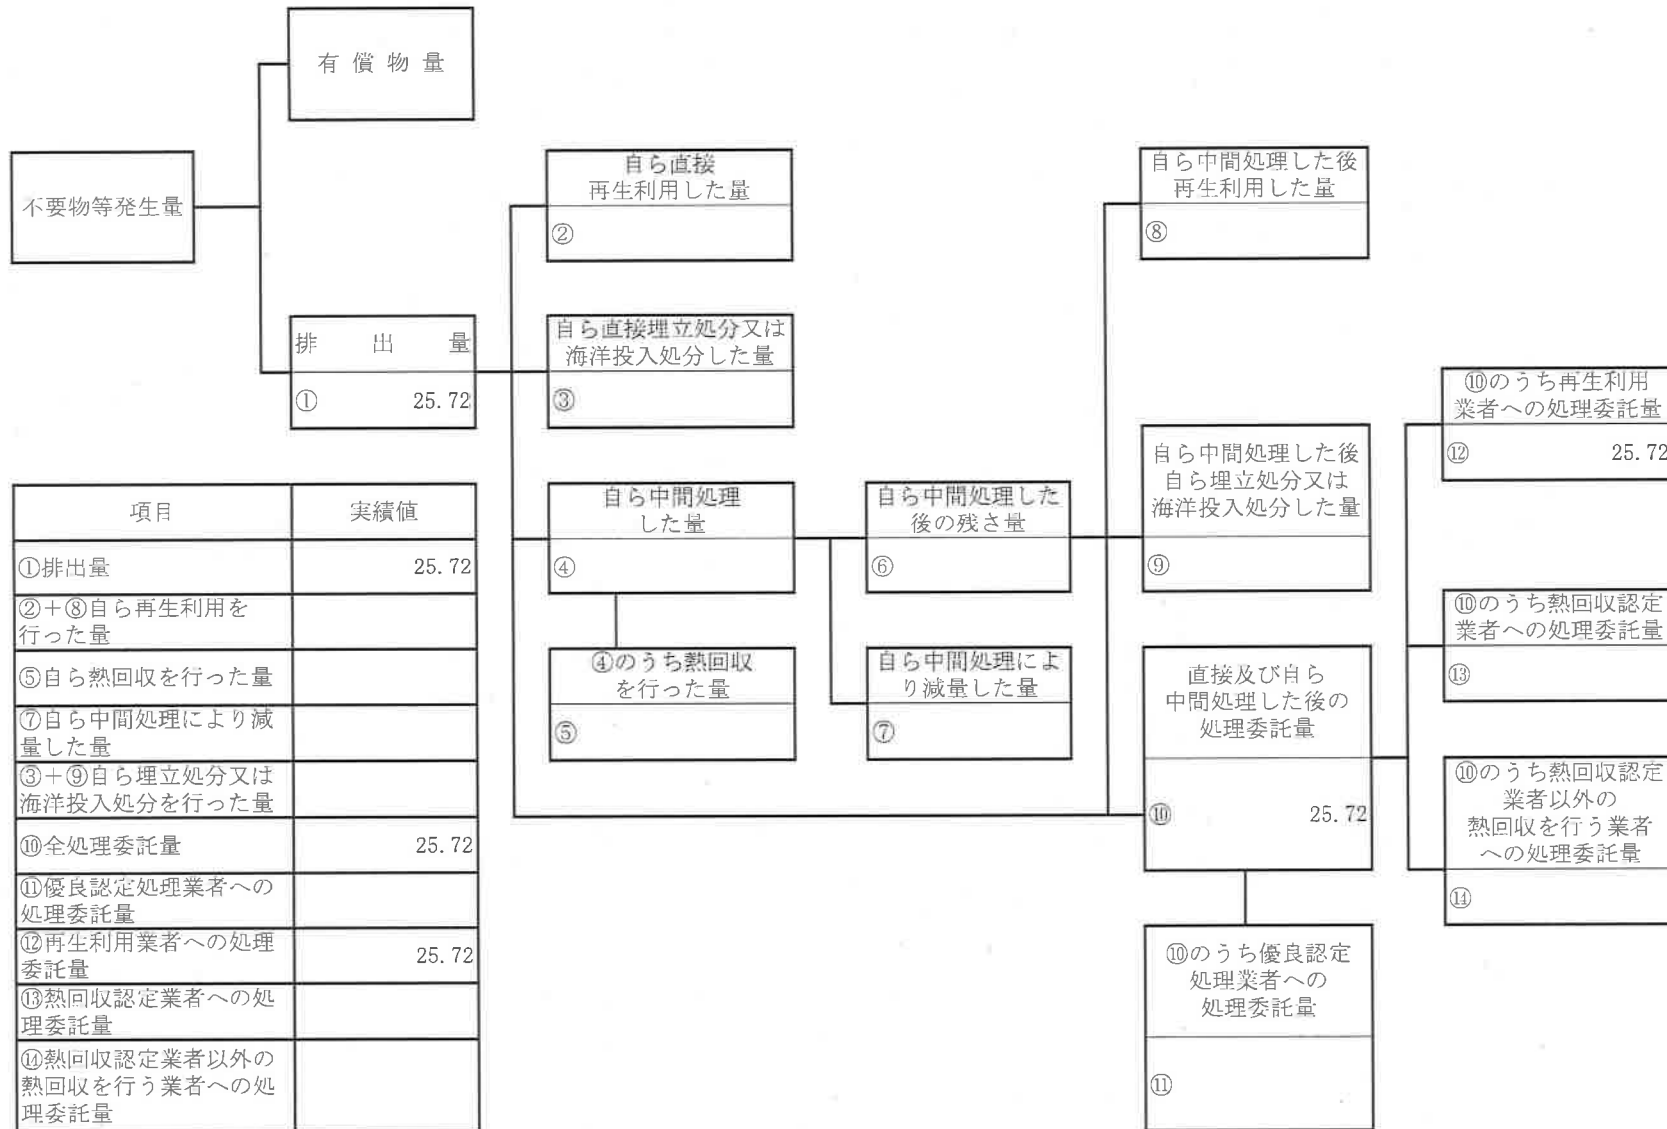 有償物量
不要物等発生量
排出量
① 25.72
自ら直接
再生利用した量
②
自ら直接埋立処分又は
海洋投入処分した量
③
自ら中間処理
した量
④
④のうち熱回収
を行った量
⑤
自ら中間処理した
後の残さ量
⑥
自ら中間処理によ
り減量した量
⑦
自ら中間処理した後
再生利用した量
⑧
自ら中間処理した後
自ら埋立処分又は
海洋投入処分した量
⑨
直接及び自ら
中間処理した後の
処理委託量
⑩ 25.72
⑩のうち優良認定
処理業者への
処理委託量
⑪
⑩のうち再生利用
業者への処理委託量
⑫ 25.72
⑩のうち熱回収認定
業者への処理委託量
⑬
⑩のうち熱回収認定
業者以外の
熱回収を行う業者
への処理委託量
⑭
項目 実績値
①排出量 25.72
②+⑧自ら再生利用を
行った量
⑤自ら熱回収を行った量
⑦自ら中間処理により減
量した量
③+⑨自ら埋立処分又は
海洋投入処分を行った量
⑩全処理委託量 25.72
⑪優良認定処理業者への
処理委託量
⑫再生利用業者への処理
委託量 25.72
⑬熱回収認定業者への処
理委託量
⑭熱回収認定業者以外の
熱回収を行う業者への処
理委託量